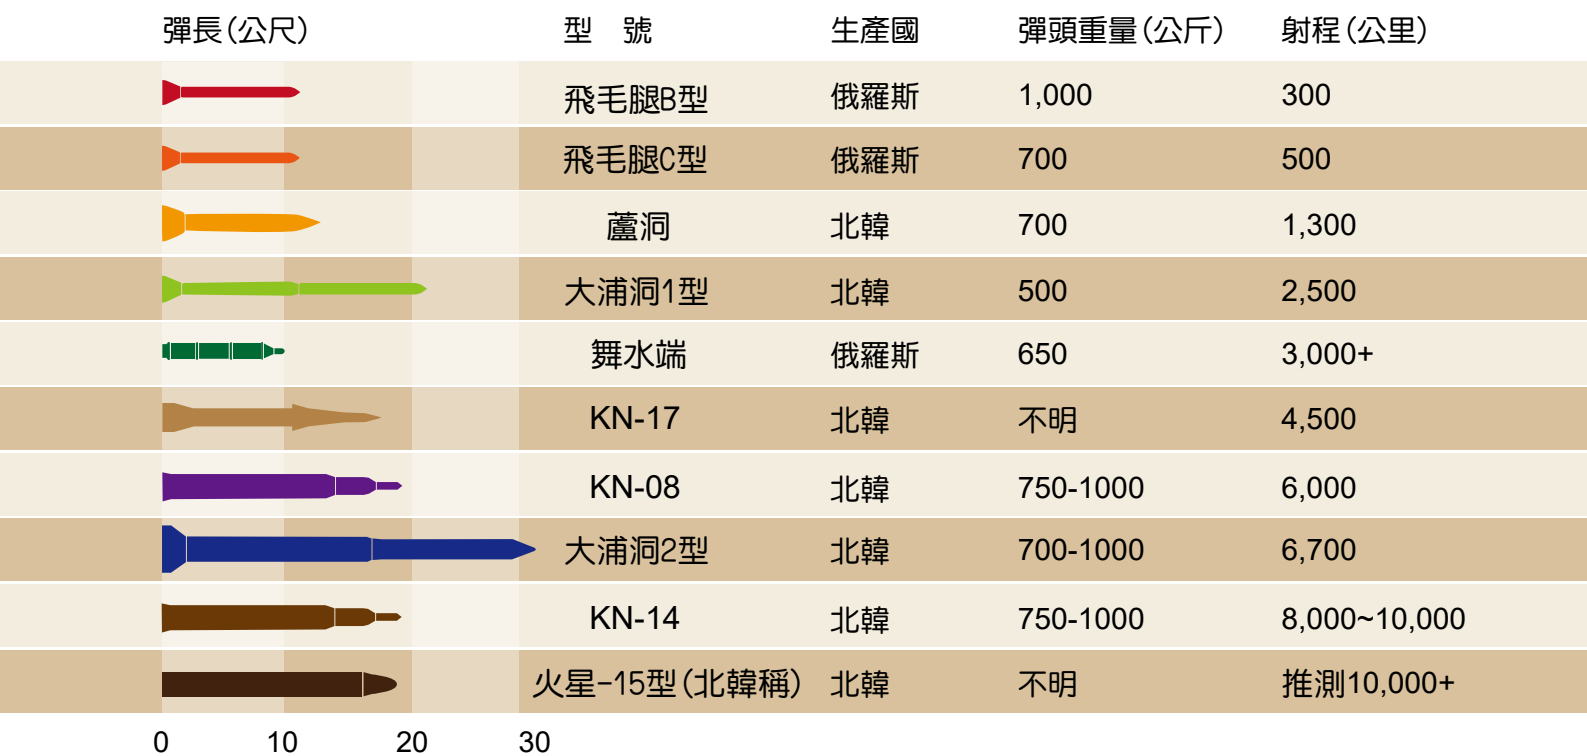 彈長(公尺) 型 號 生產國 彈頭重量(公斤) 射程(公里)
飛毛腿B型 俄羅斯 1,000 300
飛毛腿C型 俄羅斯 700 500
蘆洞 北韓 700 1,300
大浦洞1型 北韓 500 2,500
舞水端 俄羅斯 650 3,000+
KN-17 北韓 不明 4,500
KN-08 北韓 750-1000 6,000
大浦洞2型 北韓 700-1000 6,700
KN-14 北韓 750-1000 8,000~10,000
火星-15型(北韓稱) 北韓 不明 推測10,000+
0 10 20 30